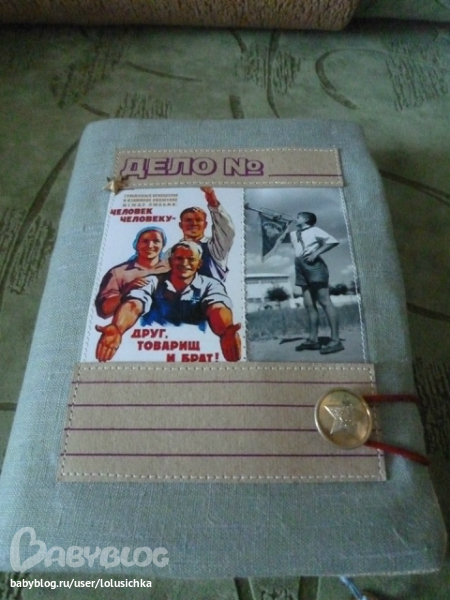 ДЕЛО №
ЧЕЛОВЕК
ЧЕЛОВЕКУ-
ДРУГ,
ТОВАРИЩ
И БРАТ!
BABYBLOG
babyblog.ru/user/lolusichka